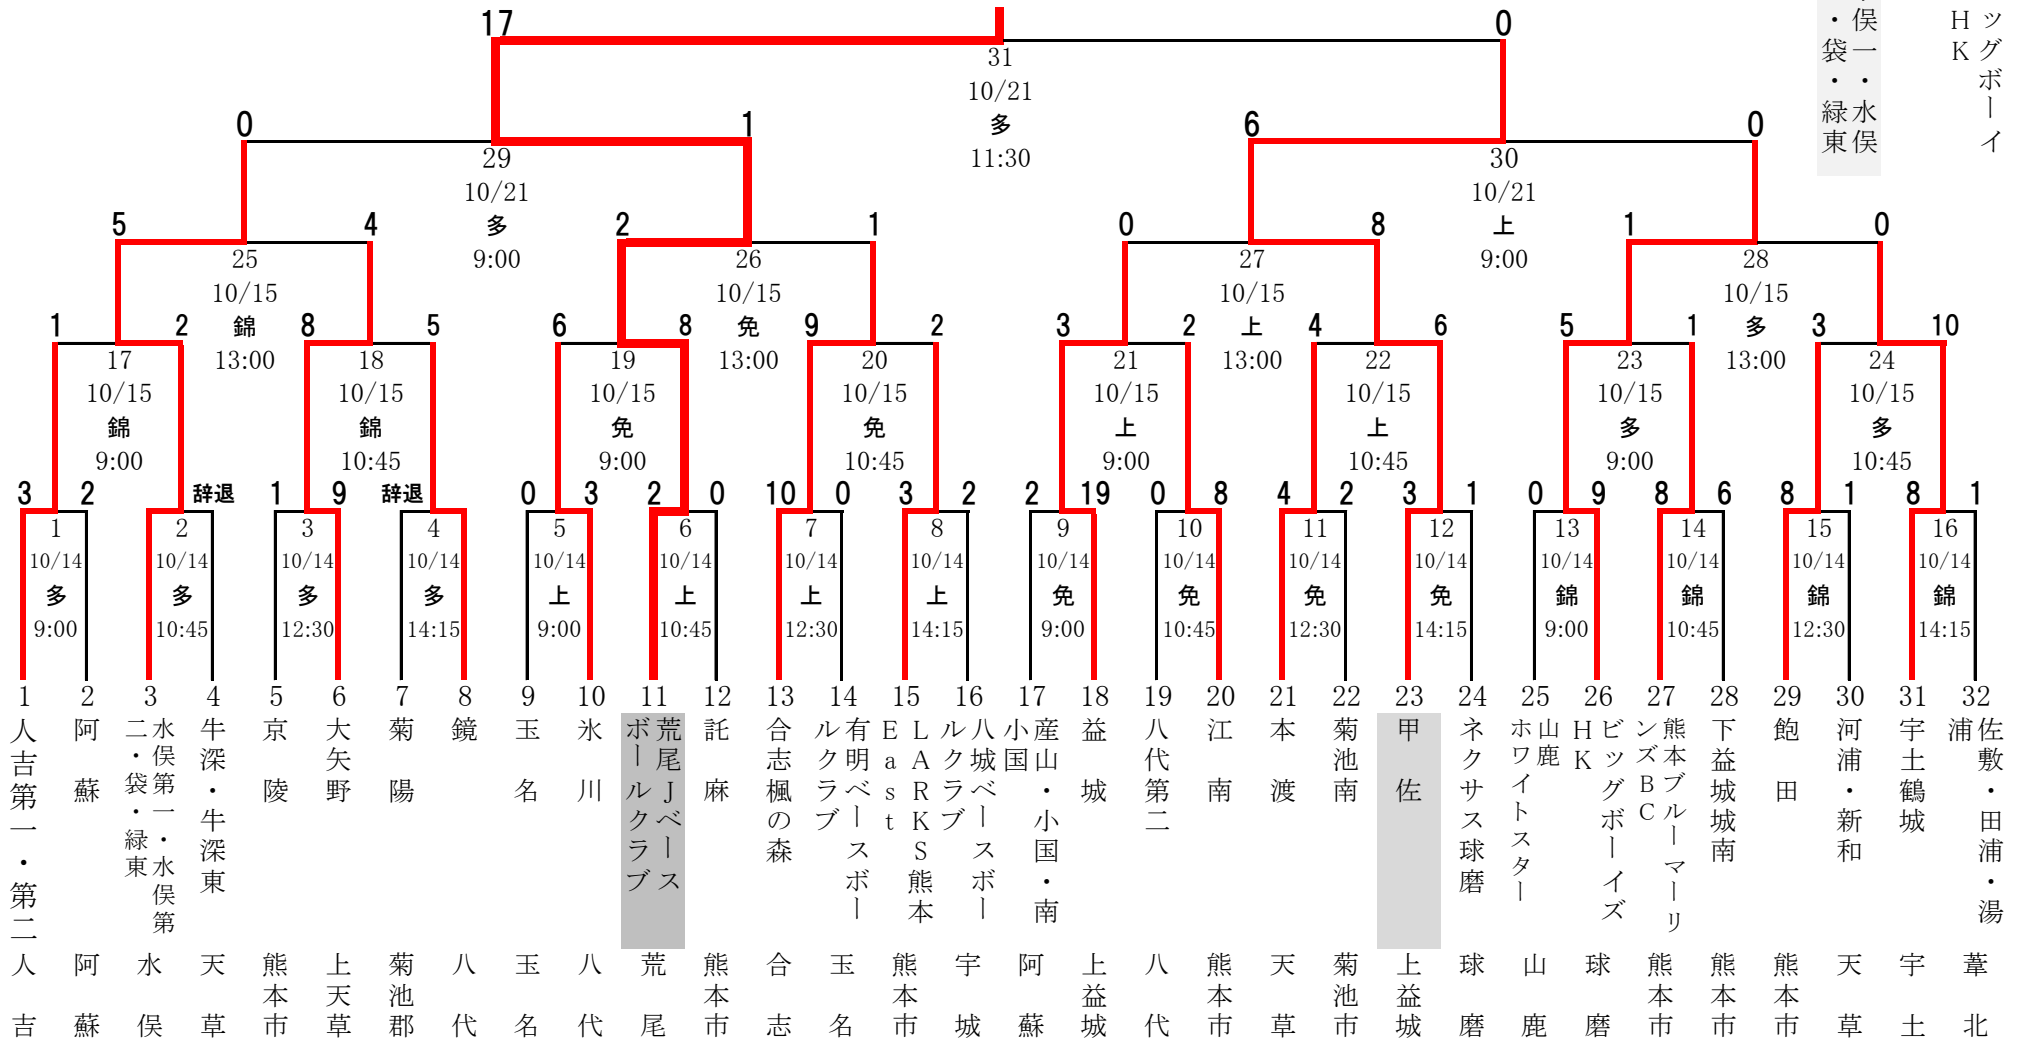 17
0
31
10/21
多
11:30
俣一・水俣
・袋・緑東
ッグボーイ
HK
0
1
6
0
29
10/21
多
9:00
30
10/21
上
9:00
5
4
2
1
0
8
1
0
25
10/15
錦
13:00
26
10/15
免
13:00
27
10/15
上
13:00
28
10/15
多
13:00
1
2
8
5
6
8
9
2
3
2
4
6
5
1
3
10
17
10/15
錦
9:00
18
10/15
錦
10:45
19
10/15
免
9:00
20
10/15
免
10:45
21
10/15
上
9:00
22
10/15
上
10:45
23
10/15
多
9:00
24
10/15
多
10:45
3 2
辞退
1 9
辞退
0 3
2 0
10 0
3 2
2 19
0 8
4 2
3 1
0 9
8 6
8 1
8 1
1
10/14
多
9:00
2
10/14
多
10:45
3
10/14
多
12:30
4
10/14
多
14:15
5
10/14
上
9:00
6
10/14
上
10:45
7
10/14
上
12:30
8
10/14
上
14:15
9
10/14
免
9:00
10
10/14
免
10:45
11
10/14
免
12:30
12
10/14
免
14:15
13
10/14
錦
9:00
14
10/14
錦
10:45
15
10/14
錦
12:30
16
10/14
錦
14:15
1
人吉第一・第二
人吉
2
阿蘇
阿蘇
3
水俣第一・水俣第
二・袋・緑東
水俣
4
牛深・牛深東
天草
5
京陵
熊本市
6
大矢野
上天草
7
菊陽
菊池郡
8
鏡
八代
9
玉名
玉名
10
氷川
八代
11
荒尾Jベース
ボールクラブ
荒尾
12
託麻
熊本市
13
合志楓の森
合志
14
有明ベースボー
ルクラブ
玉名
15
LARKS熊本
East
熊本市
16
八城ベースボー
ルクラブ
宇城
17
産山・小国・南
小国
阿蘇
18
益城
上益城
19
八代第二
八代
20
江南
熊本市
21
本渡
天草
22
菊池南
菊池市
23
甲佐
上益城
24
ネクサス球磨
球磨
25
山鹿
ホワイトスター
山鹿
26
ビッグボーイズ
HK
球磨
27
熊本ブルーマーリ
ンズBC
熊本市
28
下益城城南
熊本市
29
飽田
熊本市
30
河浦・新和
天草
31
宇土鶴城
宇土
32
佐敷・田浦・湯
浦
葦北